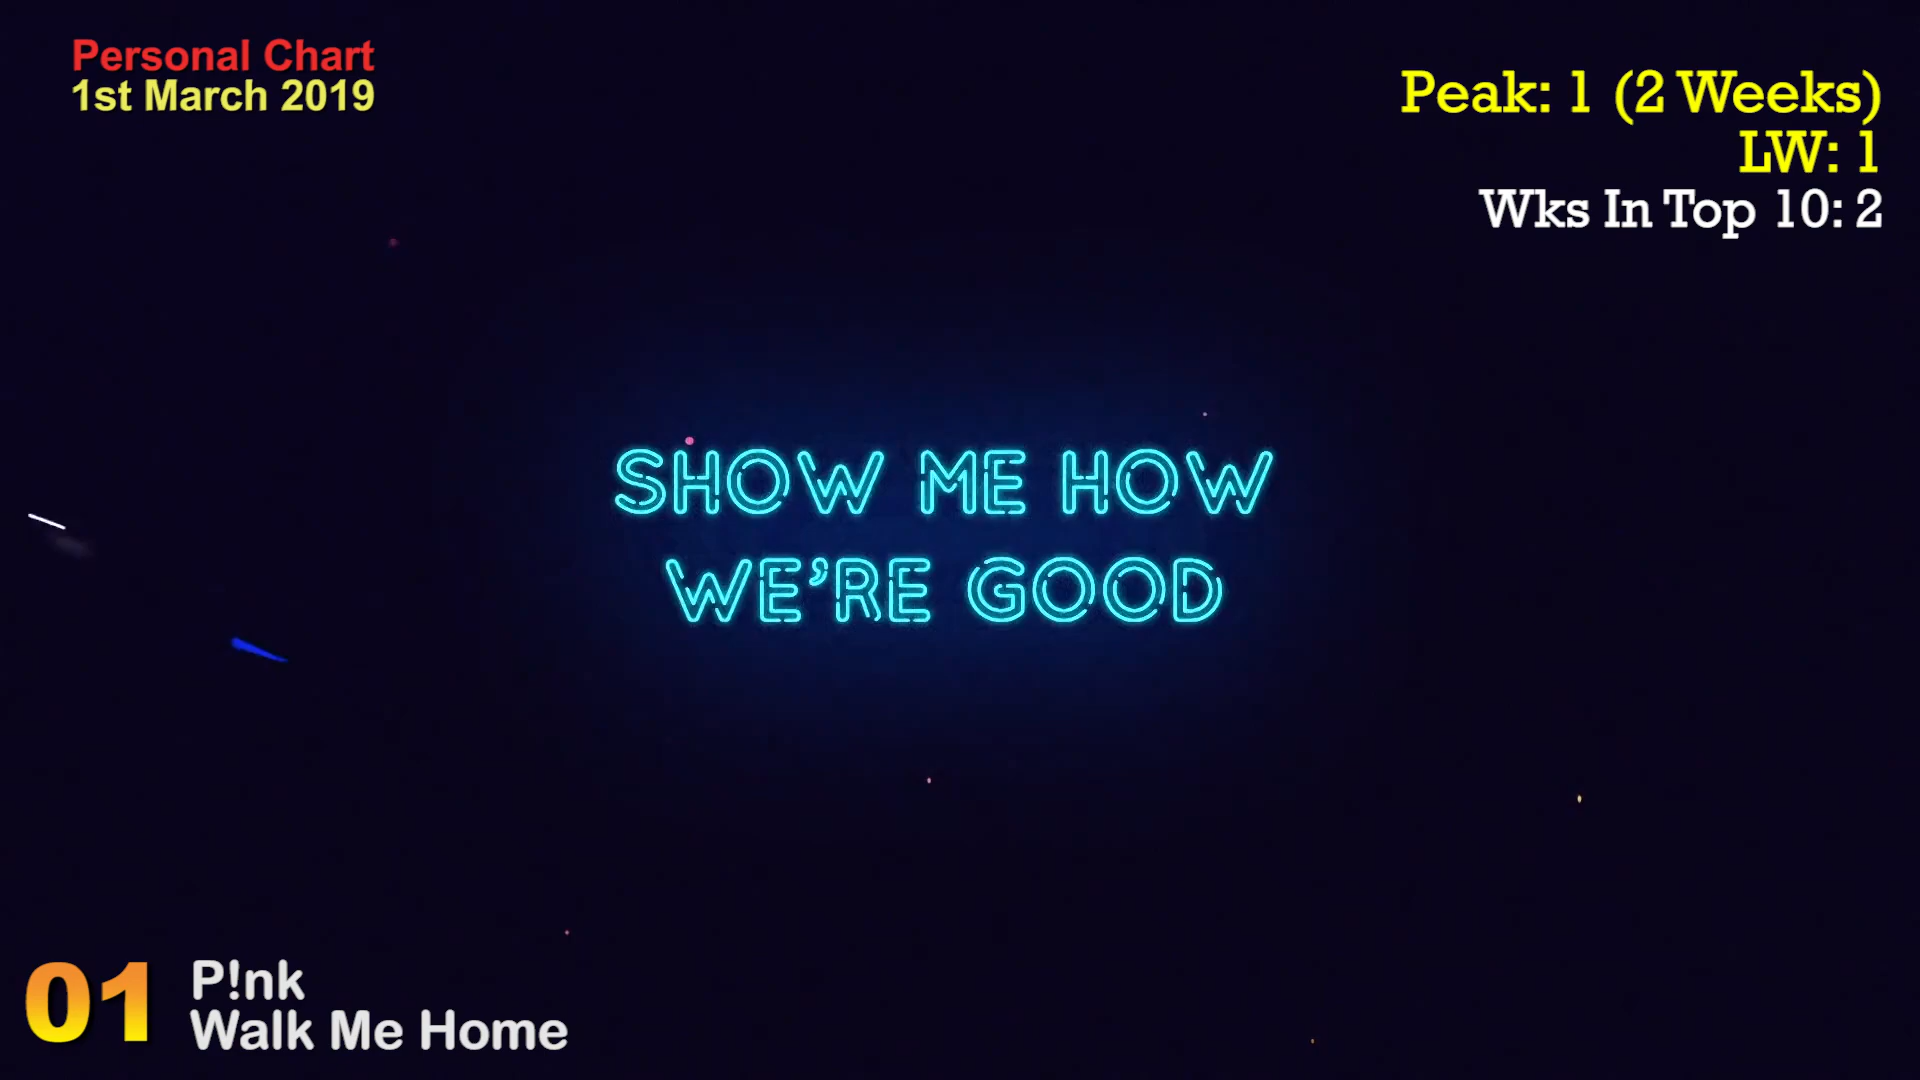 Personal Chart
1st March 2019
Peak: 1 (2 Weeks)
LW: 1
Wks In Top 10: 2
SHOW ME HOW
WE'RE GOOD
01
P!nk
Walk Me Home